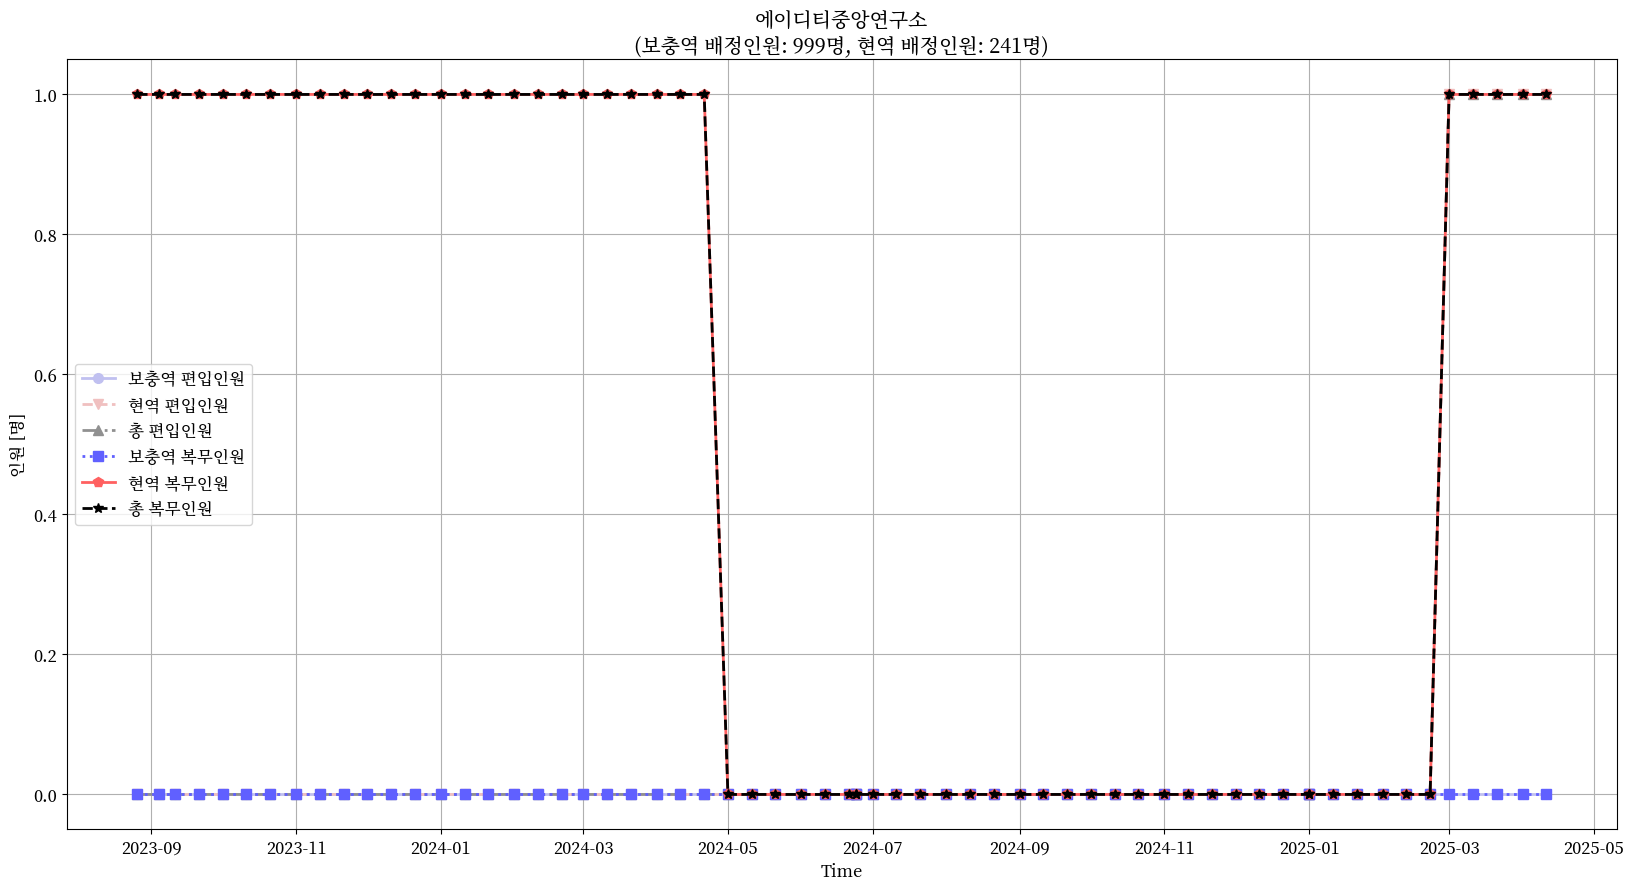 에이디티중앙연구소
(보충역 배정인원: 999명, 현역 배정인원: 241명)
1.0
0.8
0.6
0.4
0.2
0.0
인원 [명]
보충역 편입인원
현역 편입인원
총 편입인원
보충역 복무인원
현역 복무인원
총 복무인원
2023-09
2023-11
2024-01
2024-03
2024-05
2024-07
2024-09
2024-11
2025-01
2025-03
2025-05
Time